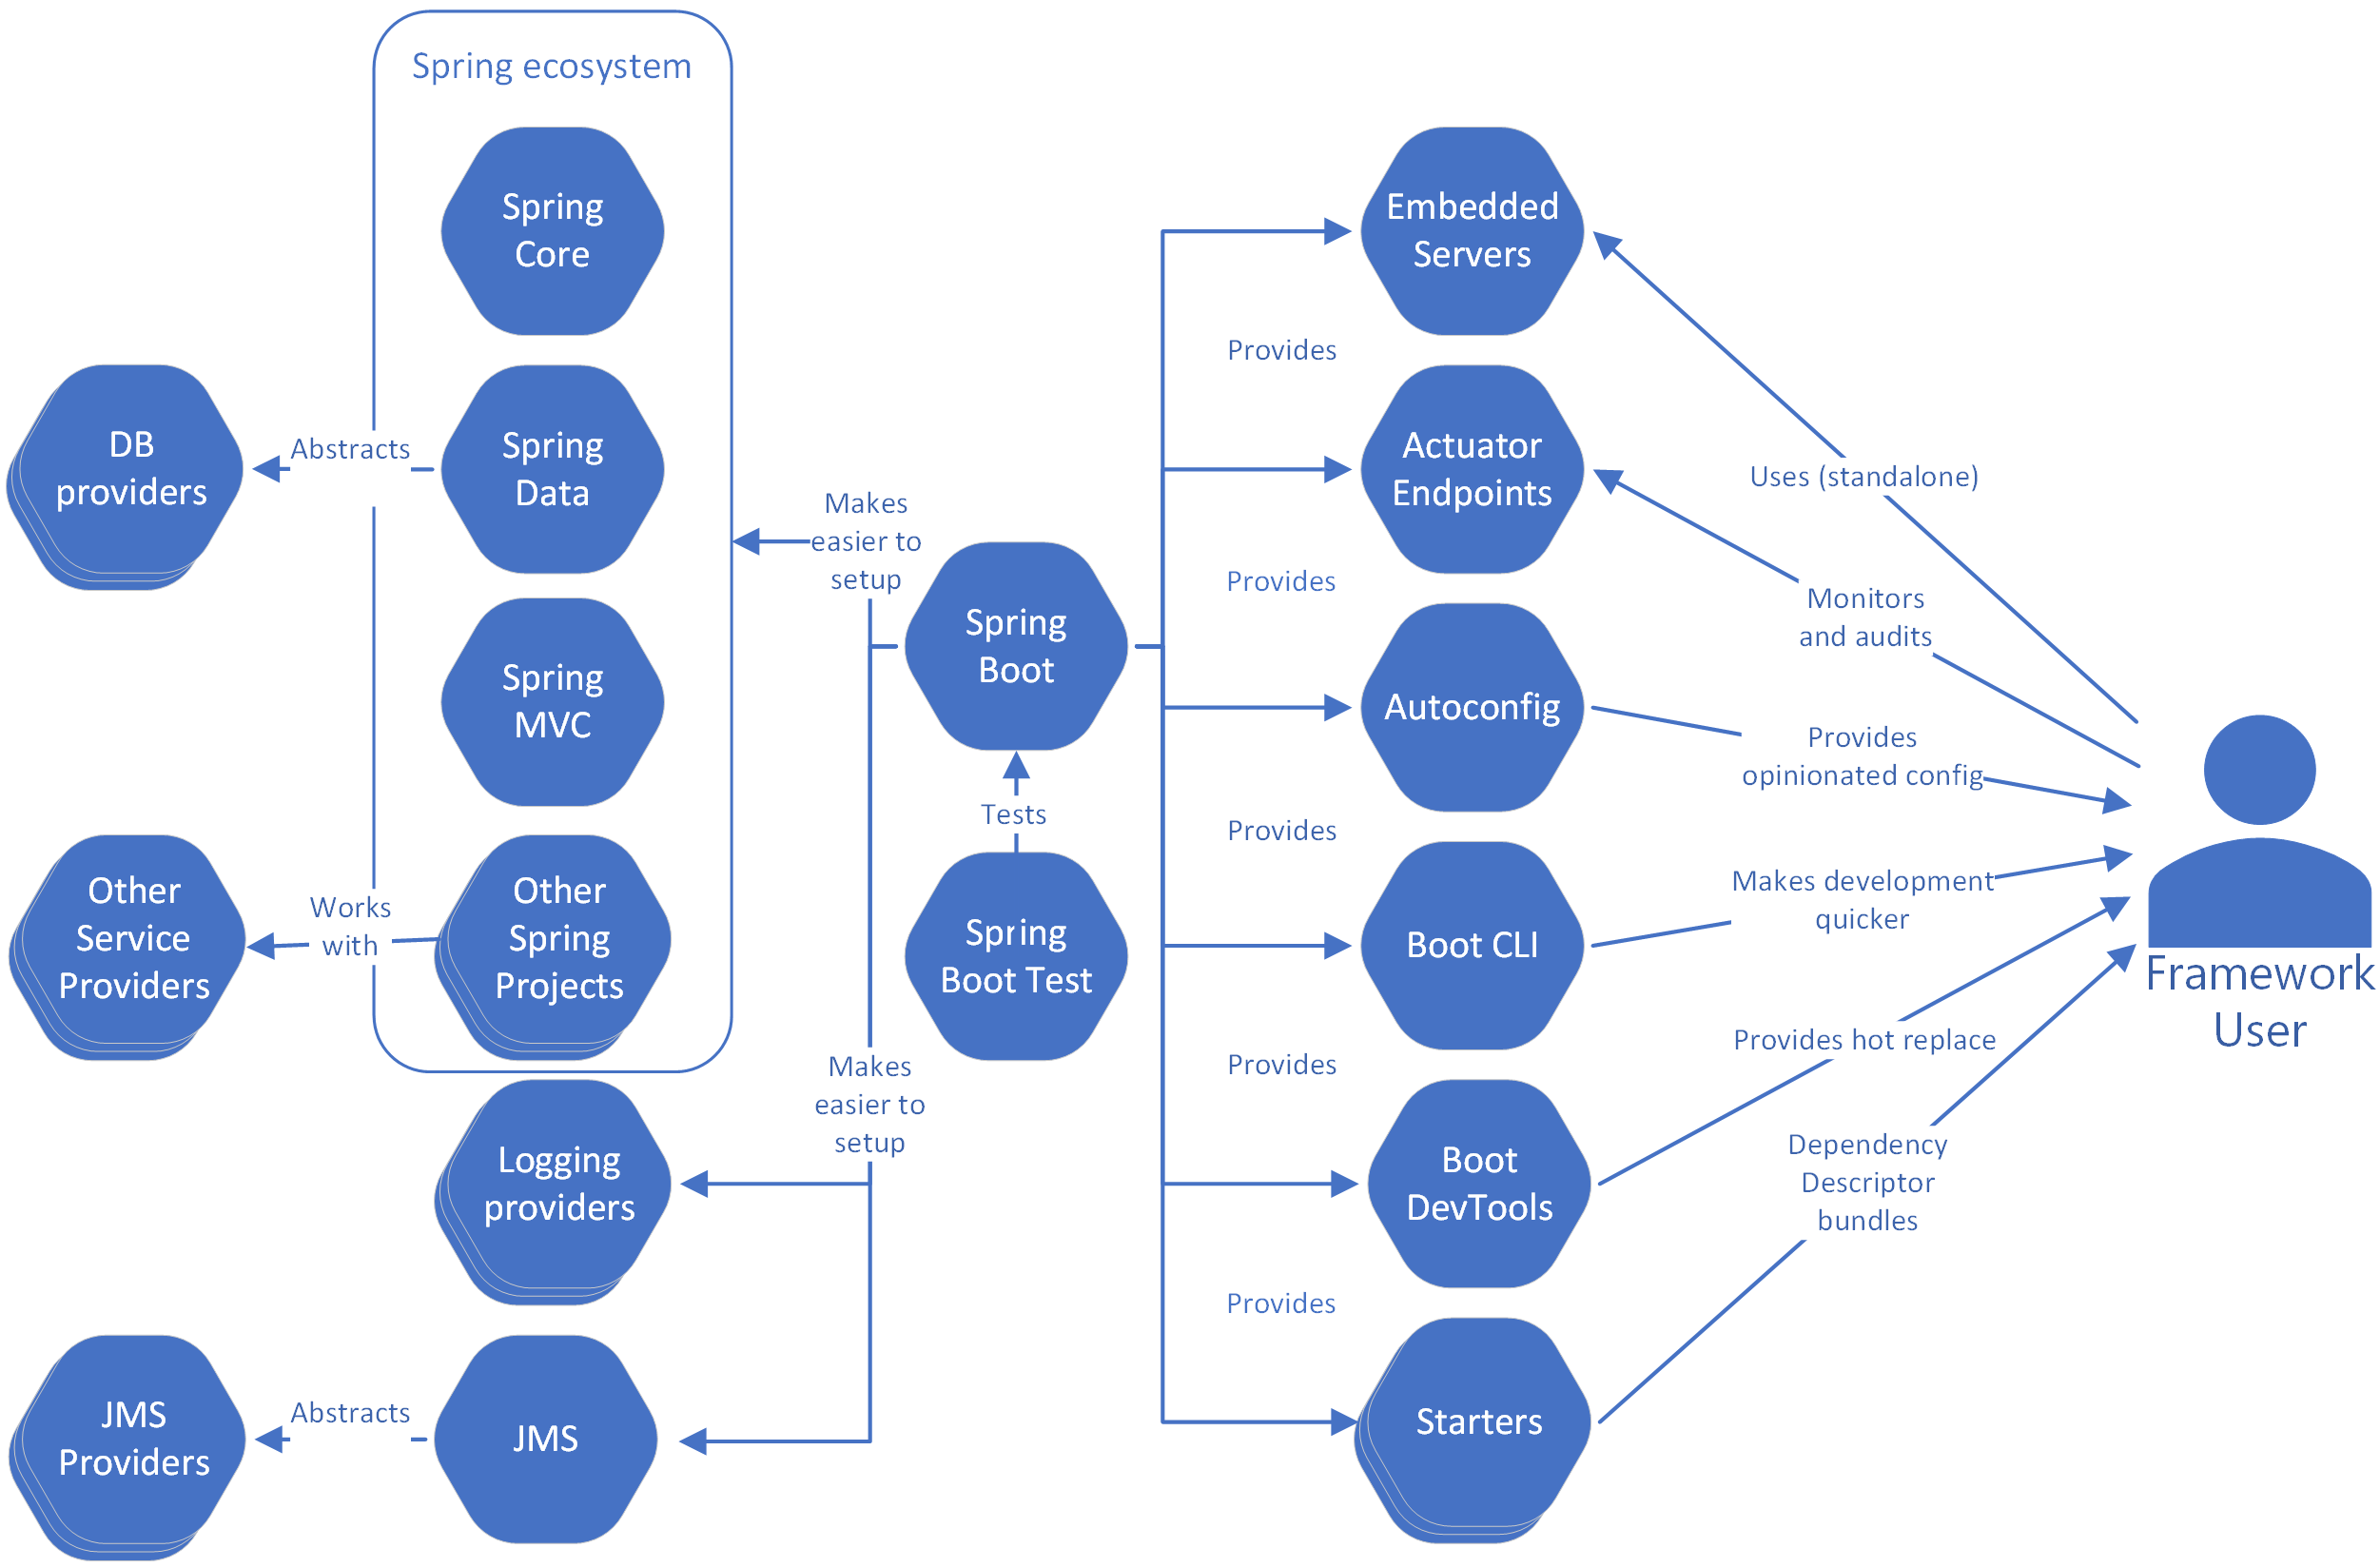 Spring ecosystem
Spring
Core
DB
providers
Abstracts
Spring
Data
Spring
MVC
Other
Service
Providers
Works
with
Other
Spring
Projects
Logging
providers
JMS
Providers
Abstracts
JMS
Makes
easier to
setup
Makes
easier to
setup
Spring
Boot
Tests
Spring
Boot Test
Embedded
Servers
Provides
Actuator
Endpoints
Provides
Autoconfig
Provides
Boot CLI
Provides
Boot
DevTools
Provides
Starters
Uses (standalone)
Monitors
and audits
Provides
opinionated config
Makes development
quicker
Provides hot replace
Dependency
Descriptor
bundles
Framework
User